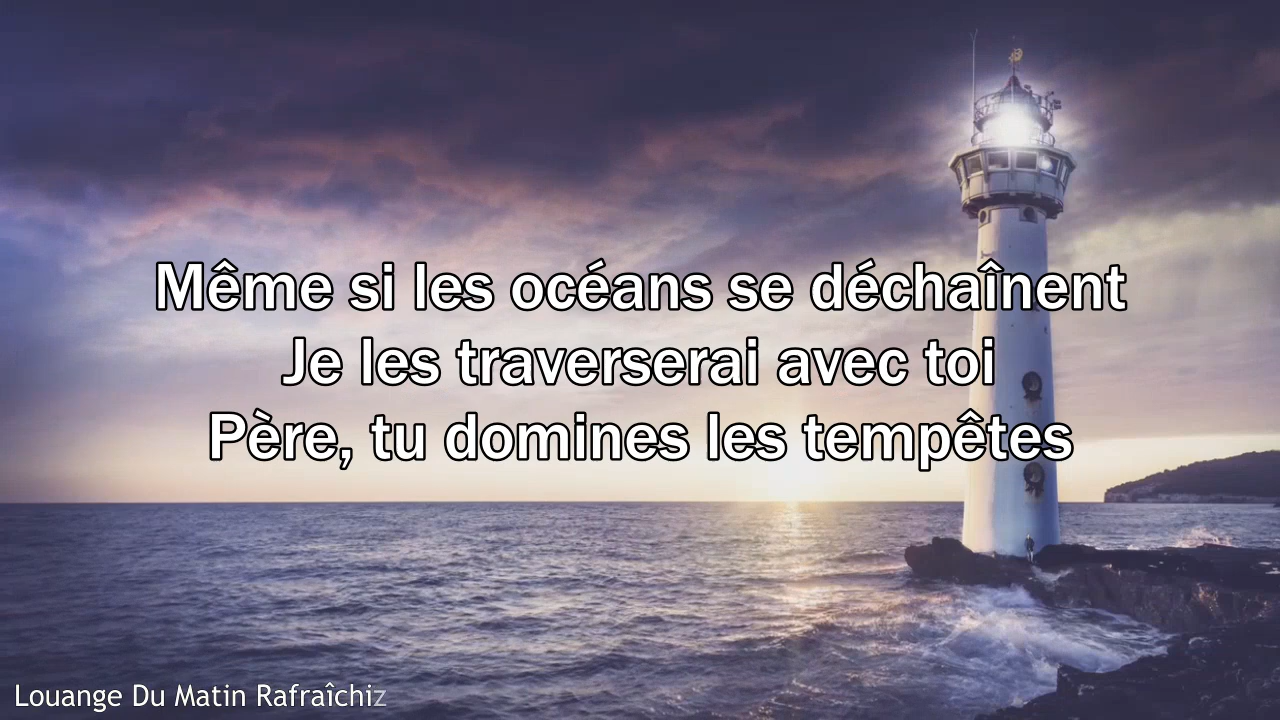 Même si les océans se déchaînent
Je les traverserai avec toi
Père, tu domines les tempêtes
Louange Du Matin Rafraîchiz